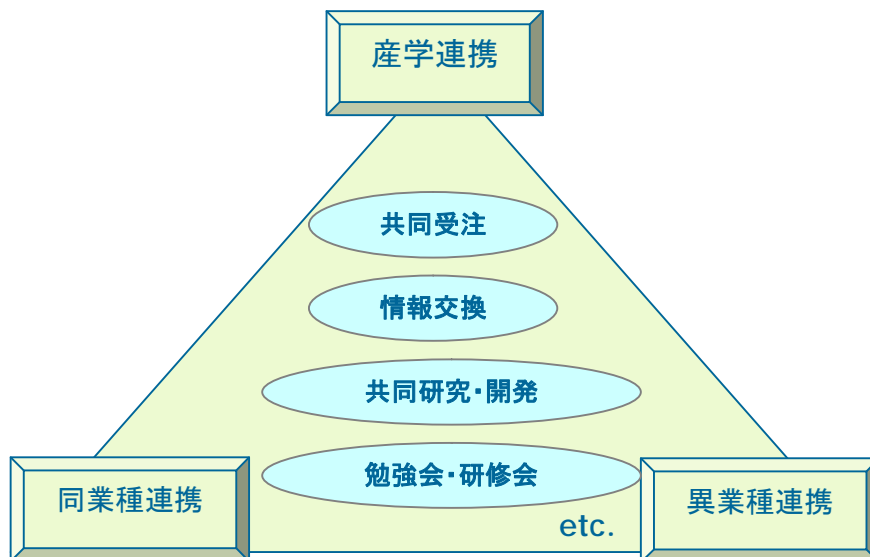 産学連携
共同受注
情報交換
共同研究・開発
勉強会・研修会
同業種連携
異業種連携
etc.